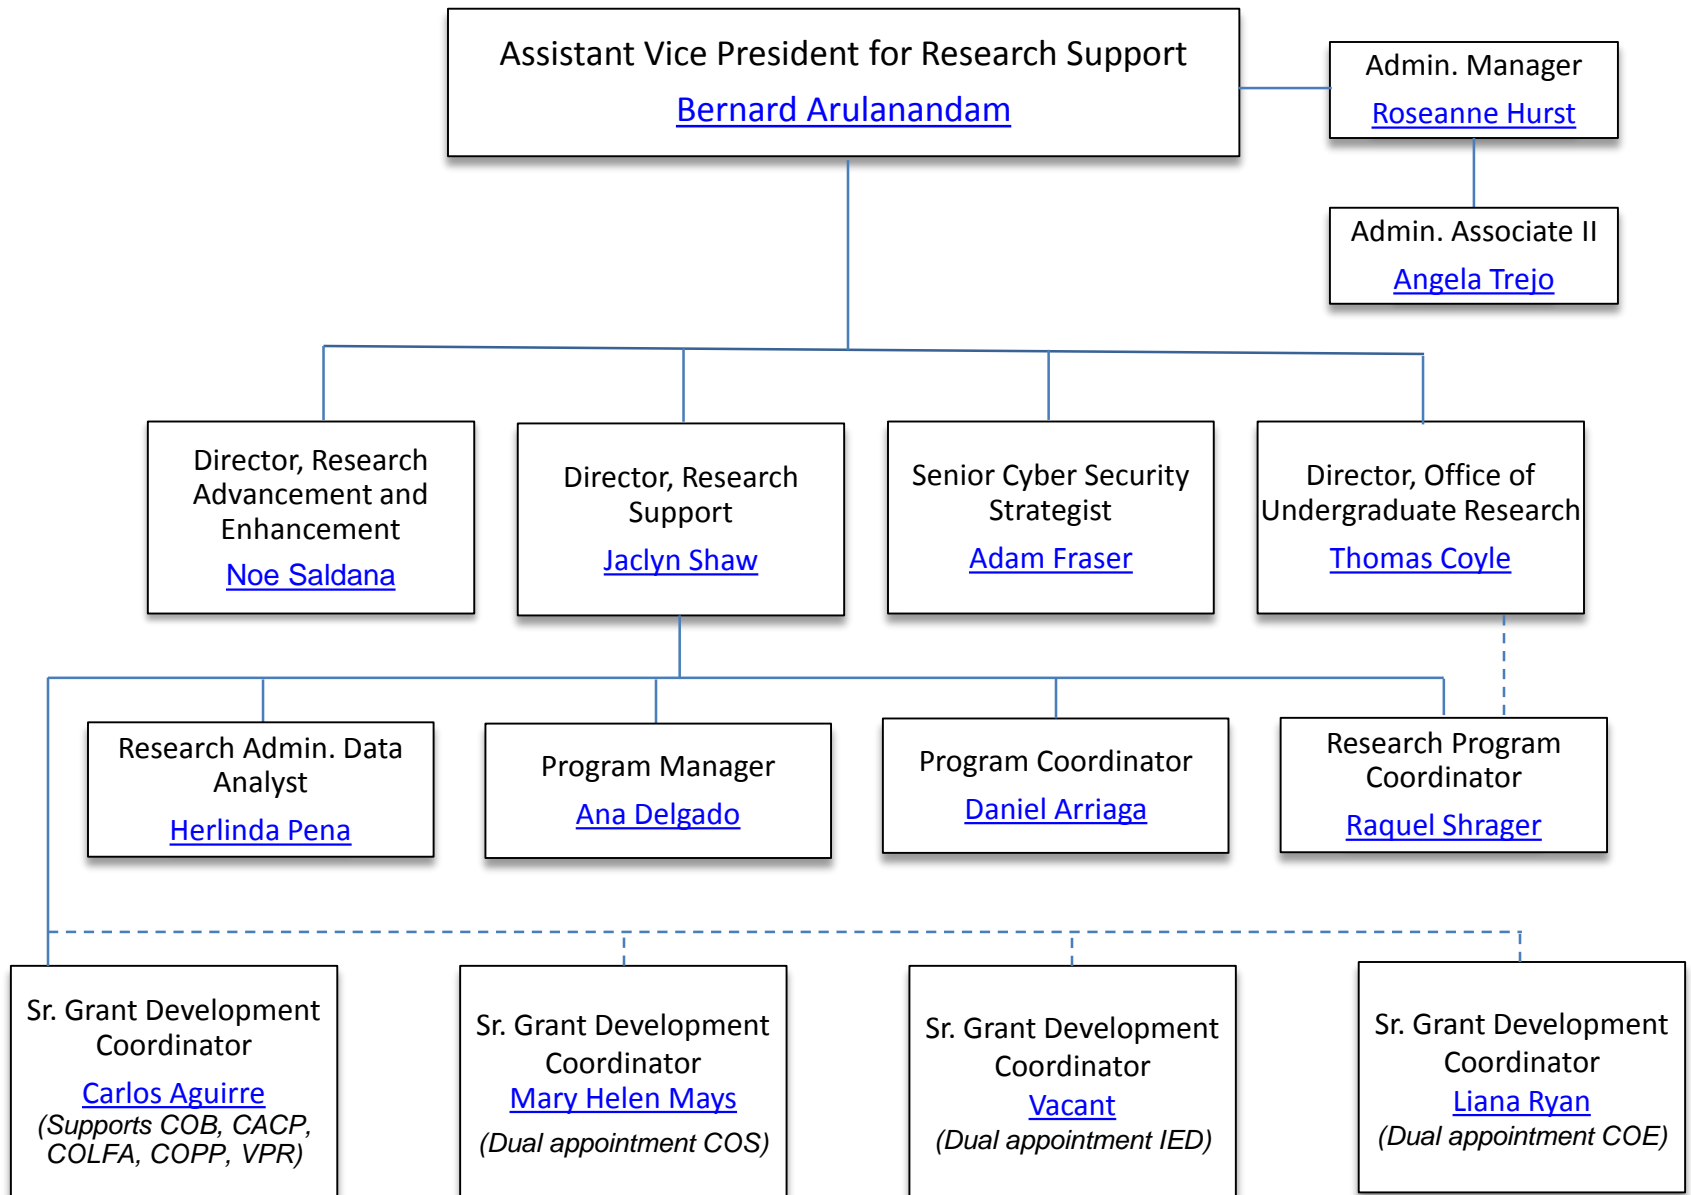 Assistant Vice President for Research Support
Bernard Arulanandam
Admin. Manager
Roseanne Hurst
Admin. Associate II
Angela Trejo
Director, Research
Advancement and
Enhancement
Noe Saldana
Director, Research
Support
Jaclyn Shaw
Senior Cyber Security
Strategist
Adam Fraser
Director, Office of
Undergraduate Research
Thomas Coyle
Research Admin. Data
Analyst
Herlinda Pena
Program Manager
Ana Delgado
Program Coordinator
Daniel Arriaga
Research Program
Coordinator
Raquel Shrager
Sr. Grant Development
Coordinator
Carlos Aguirre
(Supports COB, CACP,
COLFA, COPP, VPR)
Sr. Grant Development
Coordinator
Mary Helen Mays
(Dual appointment COS)
Sr. Grant Development
Coordinator
Vacant
(Dual appointment IED)
Sr. Grant Development
Coordinator
Liana Ryan
(Dual appointment COE)